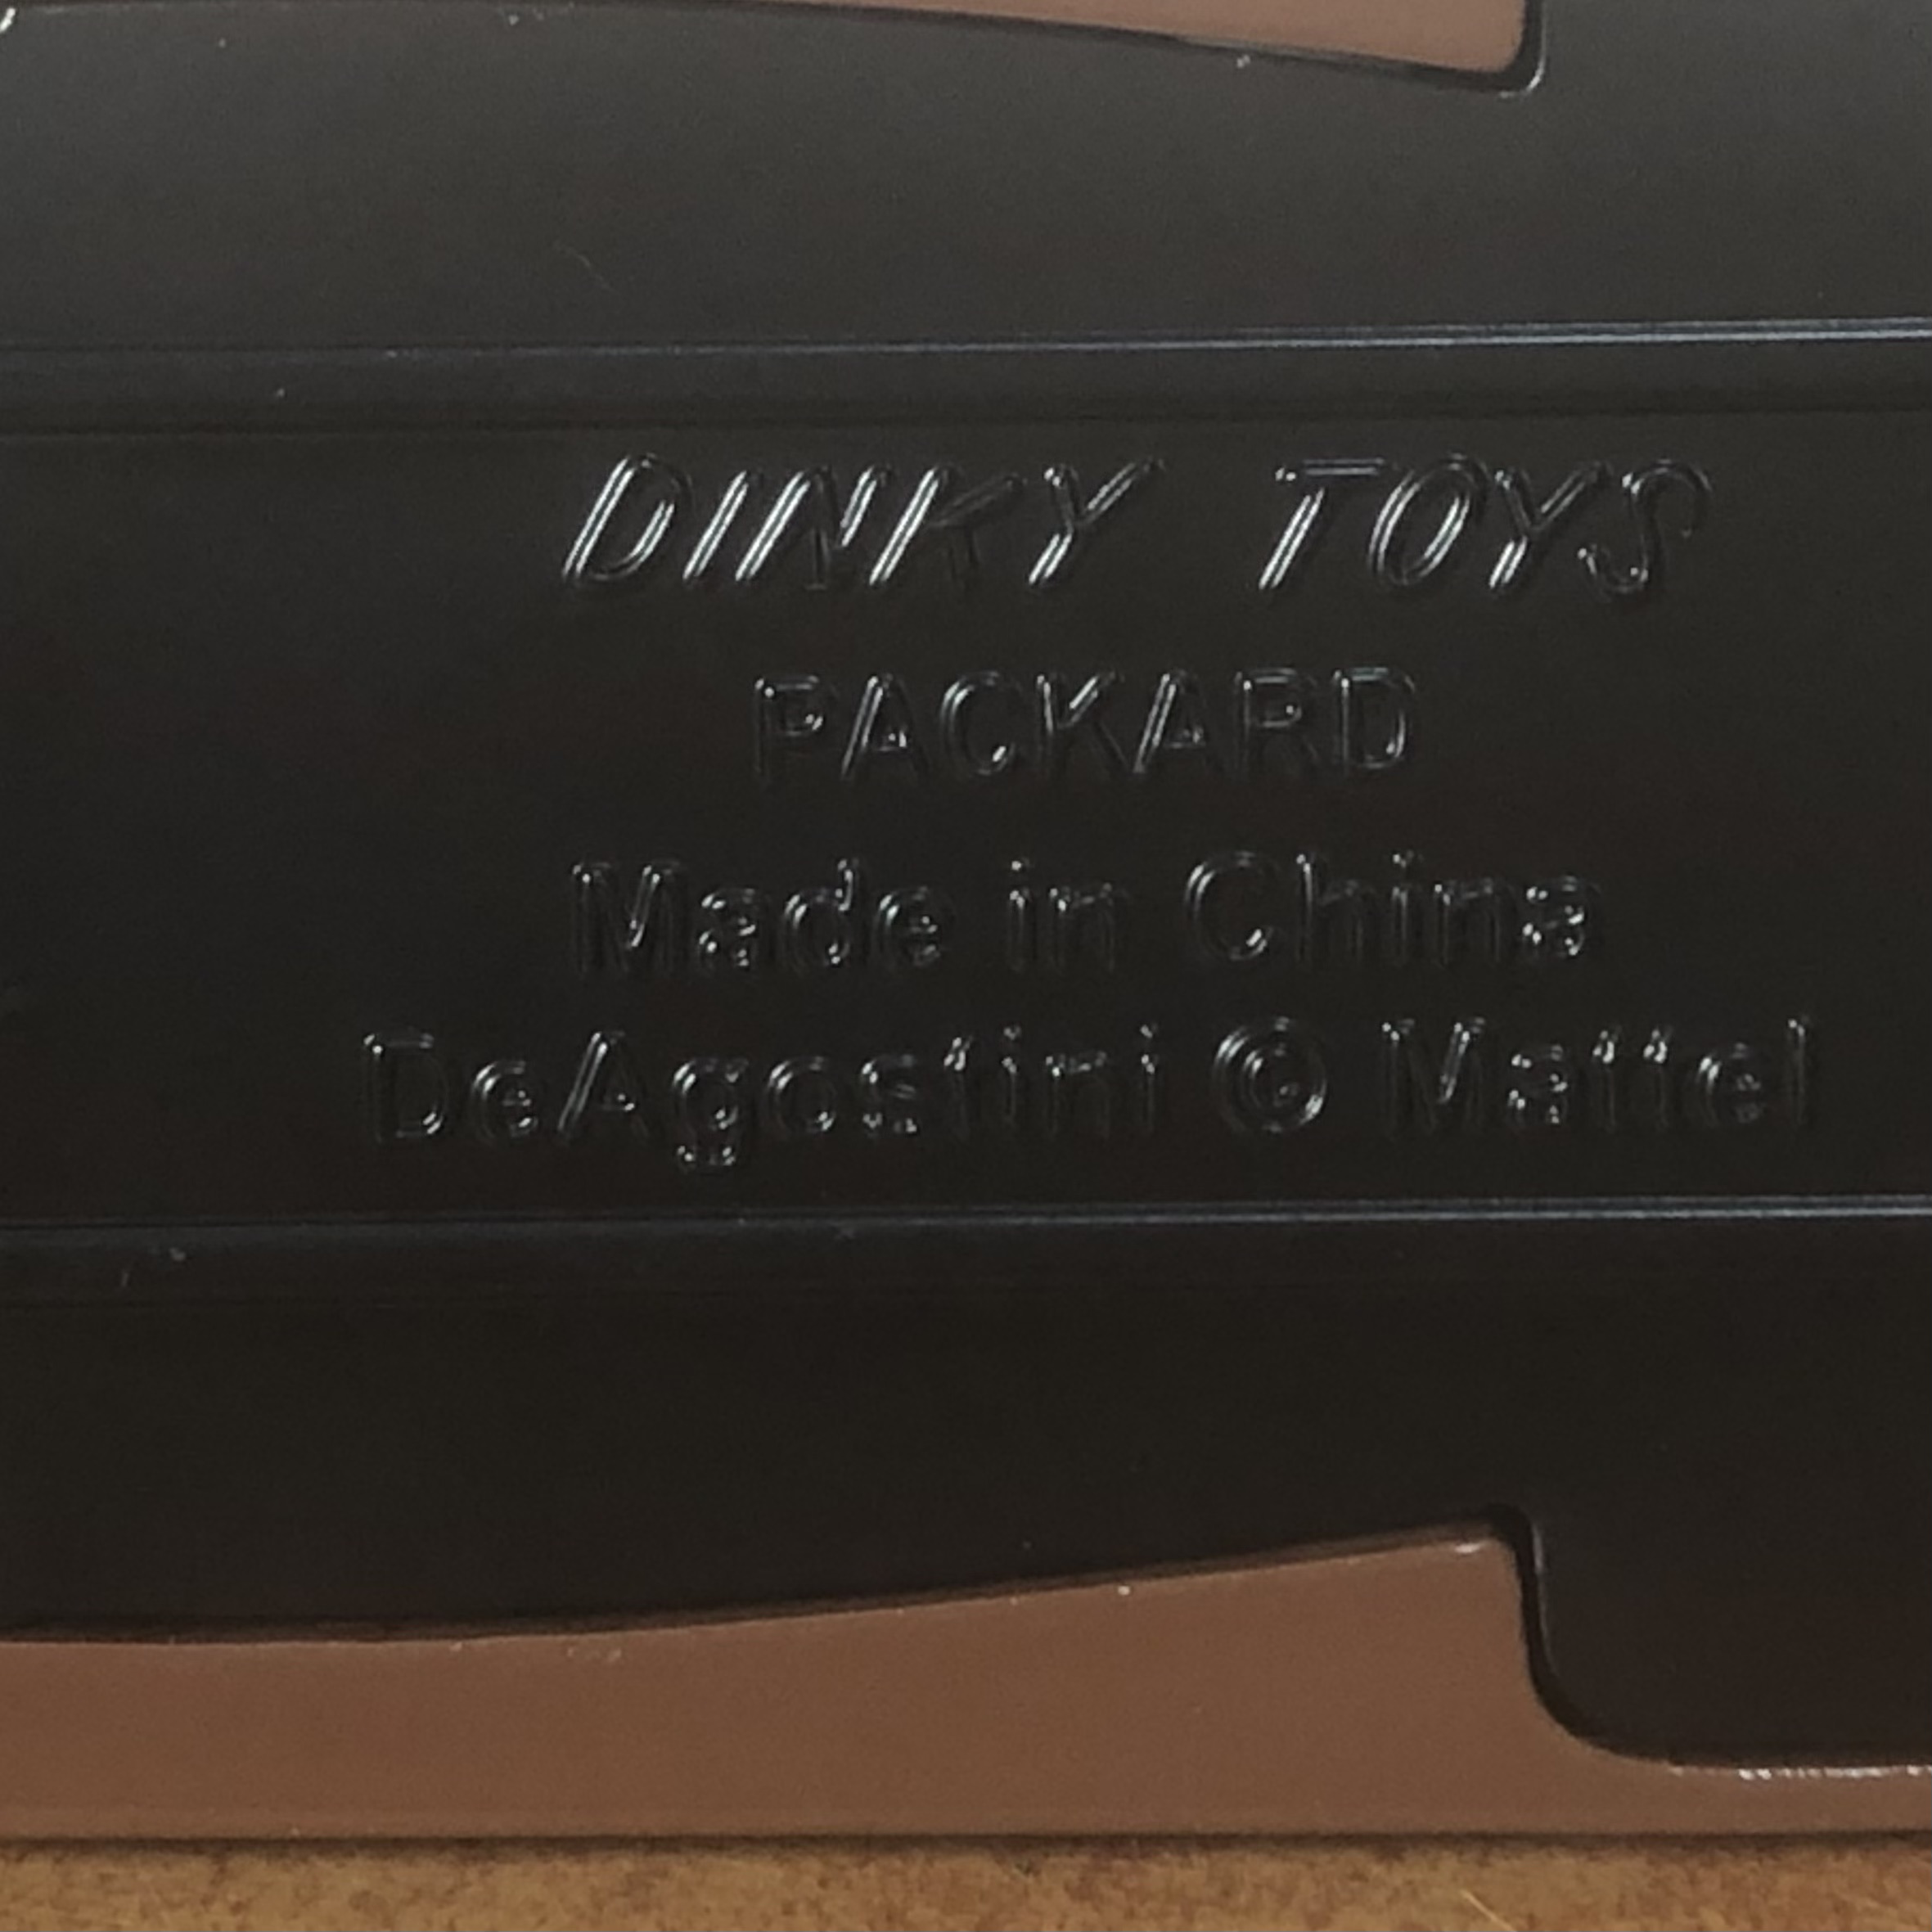 DINKY TOYS
PACKARD
Made in China
DeAgostini © Mattel